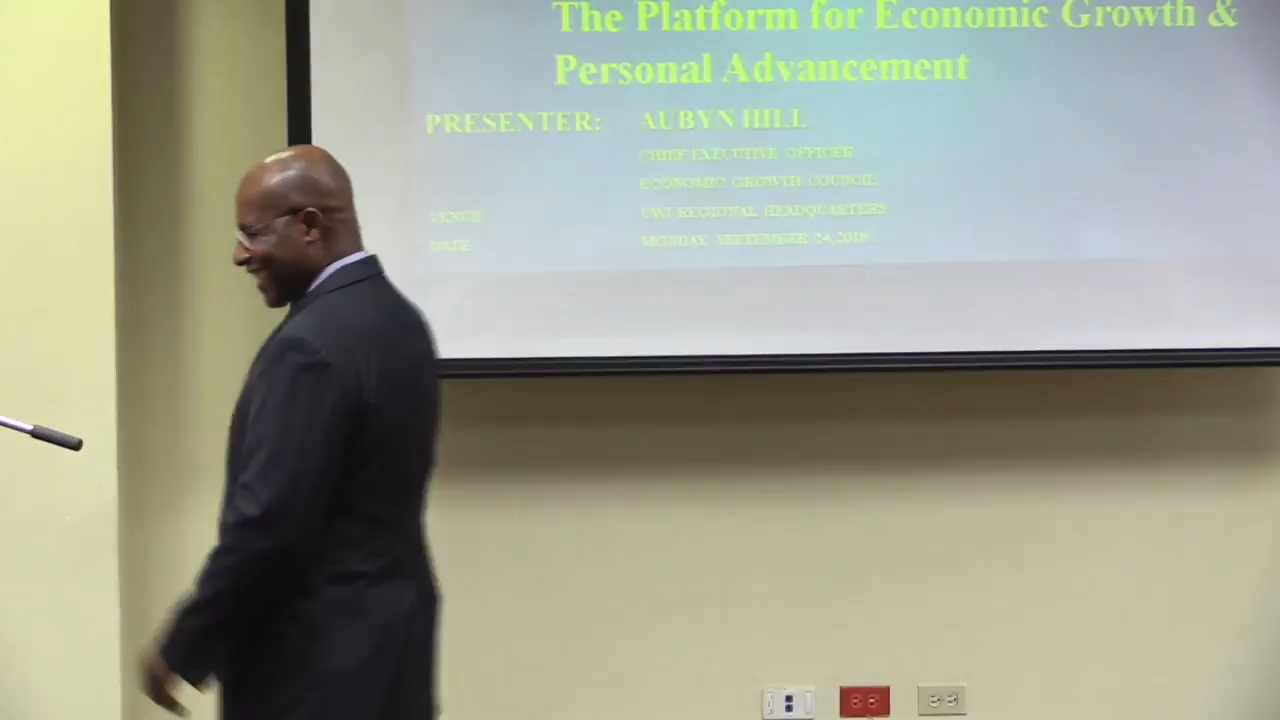 The Platform for Economic Growth &
Personal Advancement
PRESENTER: AUBYN HILL
CHIEF EXECUTIVE OFFICER
ECONOMIC GROWTH COUNCIL
VENUE: UWI REGIONAL HEADQUARTERS
DATE: MONDAY, SEPTEMBER 24, 2018